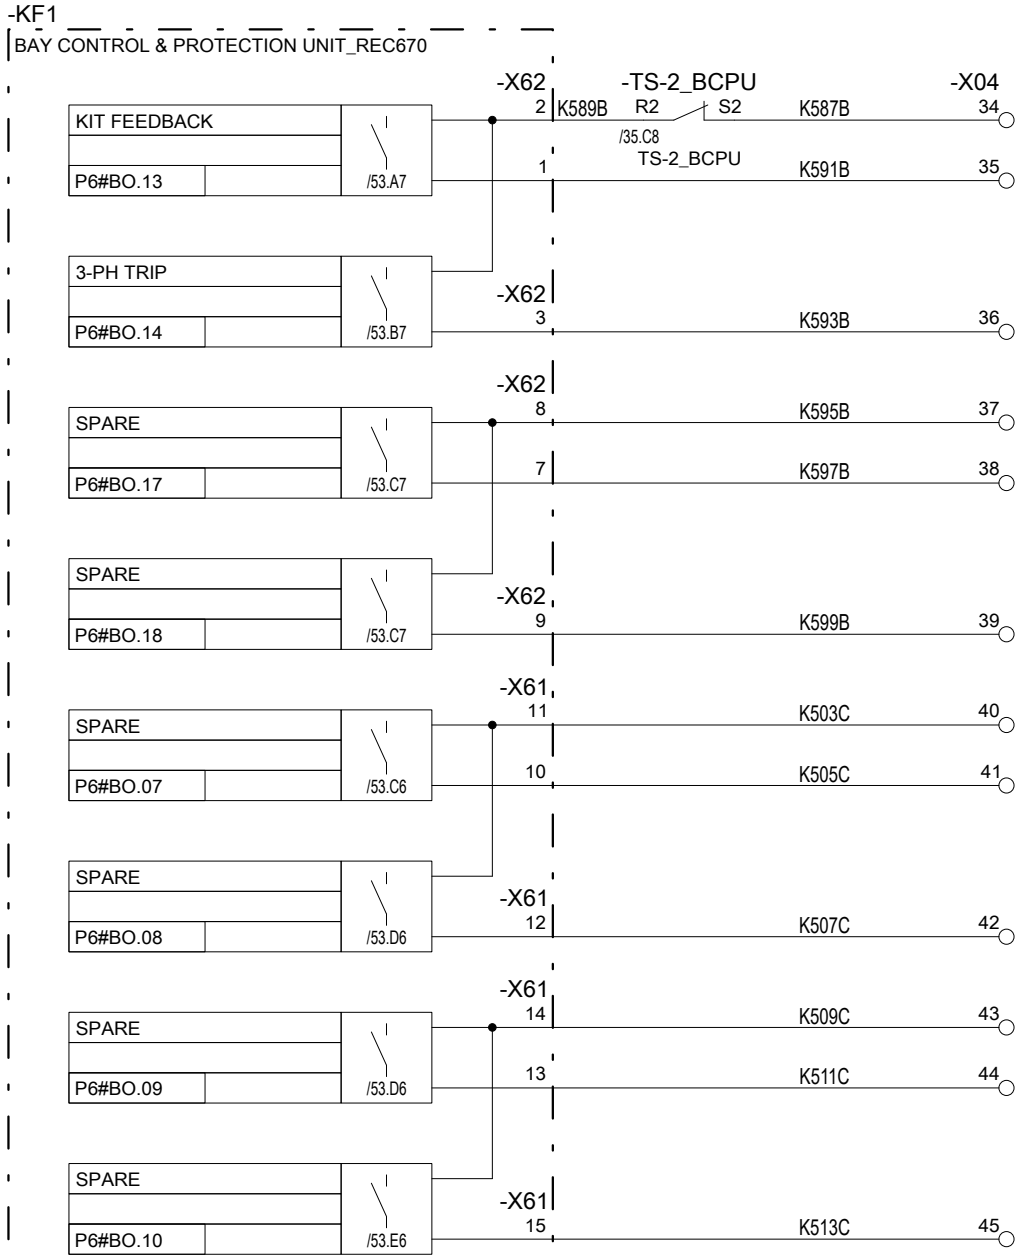 -KF1
BAY CONTROL & PROTECTION UNIT_REC670
-X62 -TS-2_BCPU -X04
KIT FEEDBACK 2 K589B R2 S2 K587B 34
/35.C8
TS-2_BCPU
P6#BO.13 /53.A7 1 K591B 35
3-PH TRIP
-X62
P6#BO.14 /53.B7 3 K593B 36
-X62
SPARE 8 K595B 37
P6#BO.17 /53.C7 7 K597B 38
SPARE
-X62
P6#BO.18 /53.C7 9 K599B 39
-X61
SPARE 11 K503C 40
P6#BO.07 /53.C6 10 K505C 41
SPARE
-X61
P6#BO.08 /53.D6 12 K507C 42
-X61
SPARE 14 K509C 43
P6#BO.09 /53.D6 13 K511C 44
SPARE
-X61
P6#BO.10 /53.E6 15 K513C 45